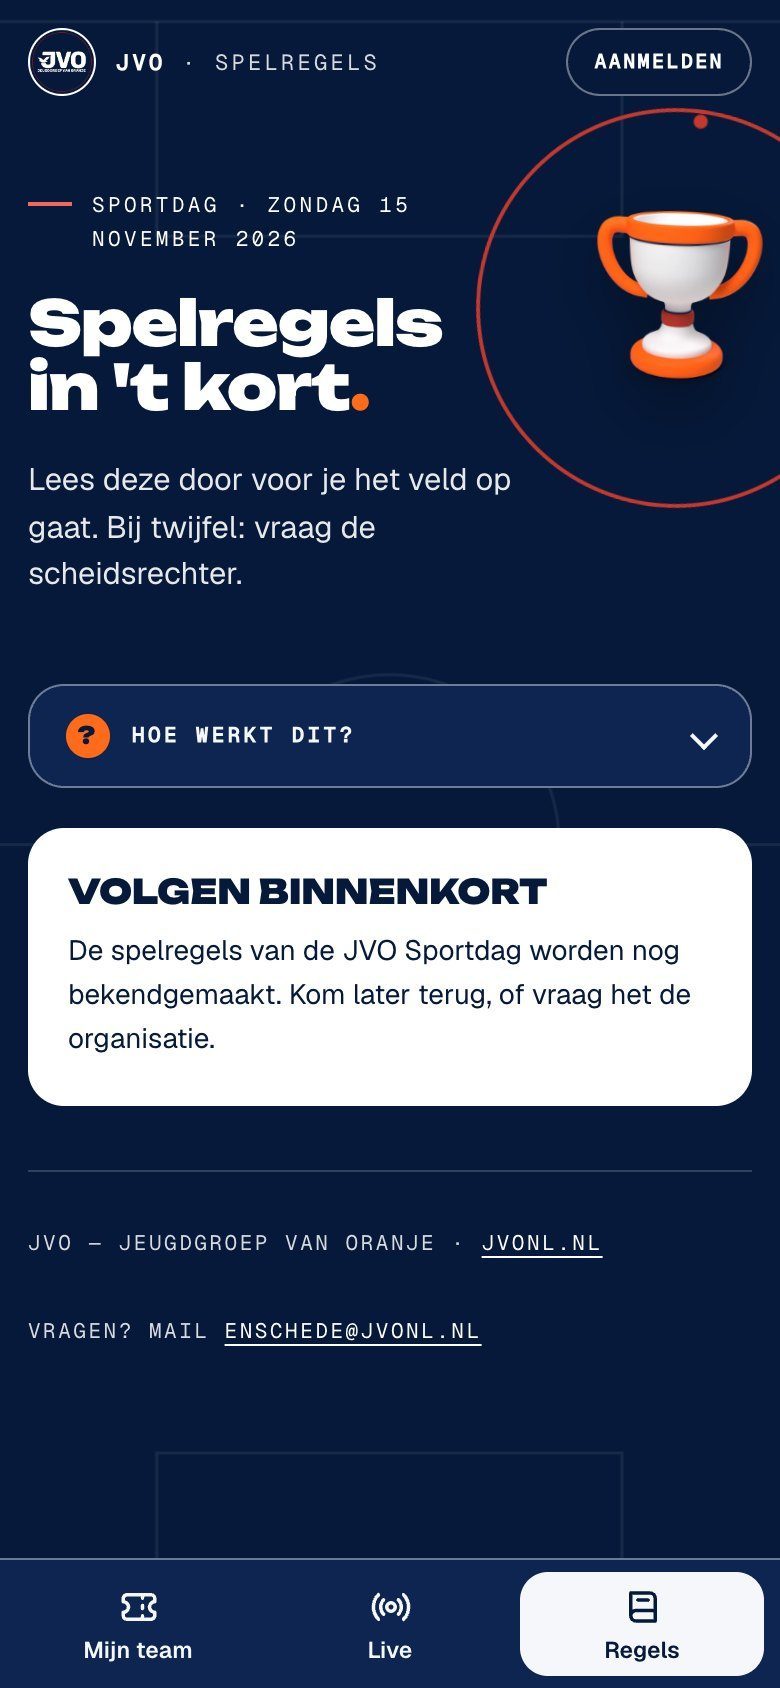 JVO
JVO · SPELREGELS
AANMELDEN
SPORTDAG · ZONDAG 15
NOVEMBER 2026
Spelregels
in 't kort.
Lees deze door voor je het veld op
gaat. Bij twijfel: vraag de
scheidsrechter.
? HOE WERKT DIT?
VOLGEN BINNENKORT
De spelregels van de JVO Sportdag worden nog
bekendgemaakt. Kom later terug, of vraag het de
organisatie.
JVO — JEUGDGROEP VAN ORANJE · JVONL.NL
VRAGEN? MAIL ENSCHEDE@JVONL.NL
Mijn team
Live
Regels